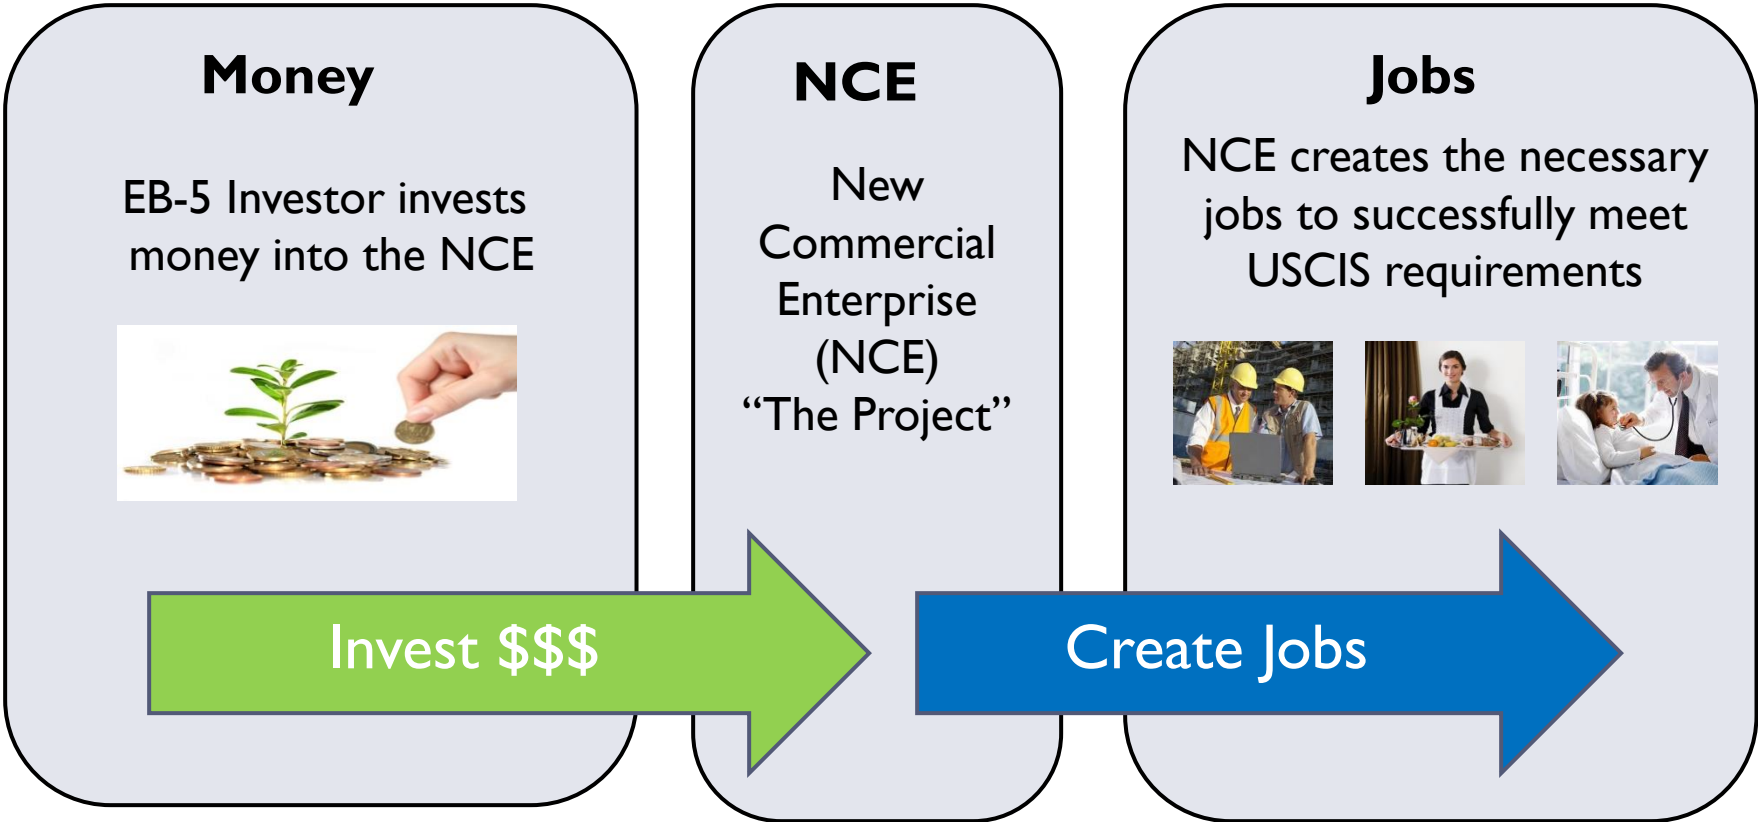 Money
EB-5 Investor invests
money into the NCE
Invest $$$
NCE
New
Commercial
Enterprise
(NCE)
“The Project”
Jobs
NCE creates the necessary
jobs to successfully meet
USCIS requirements
Create Jobs